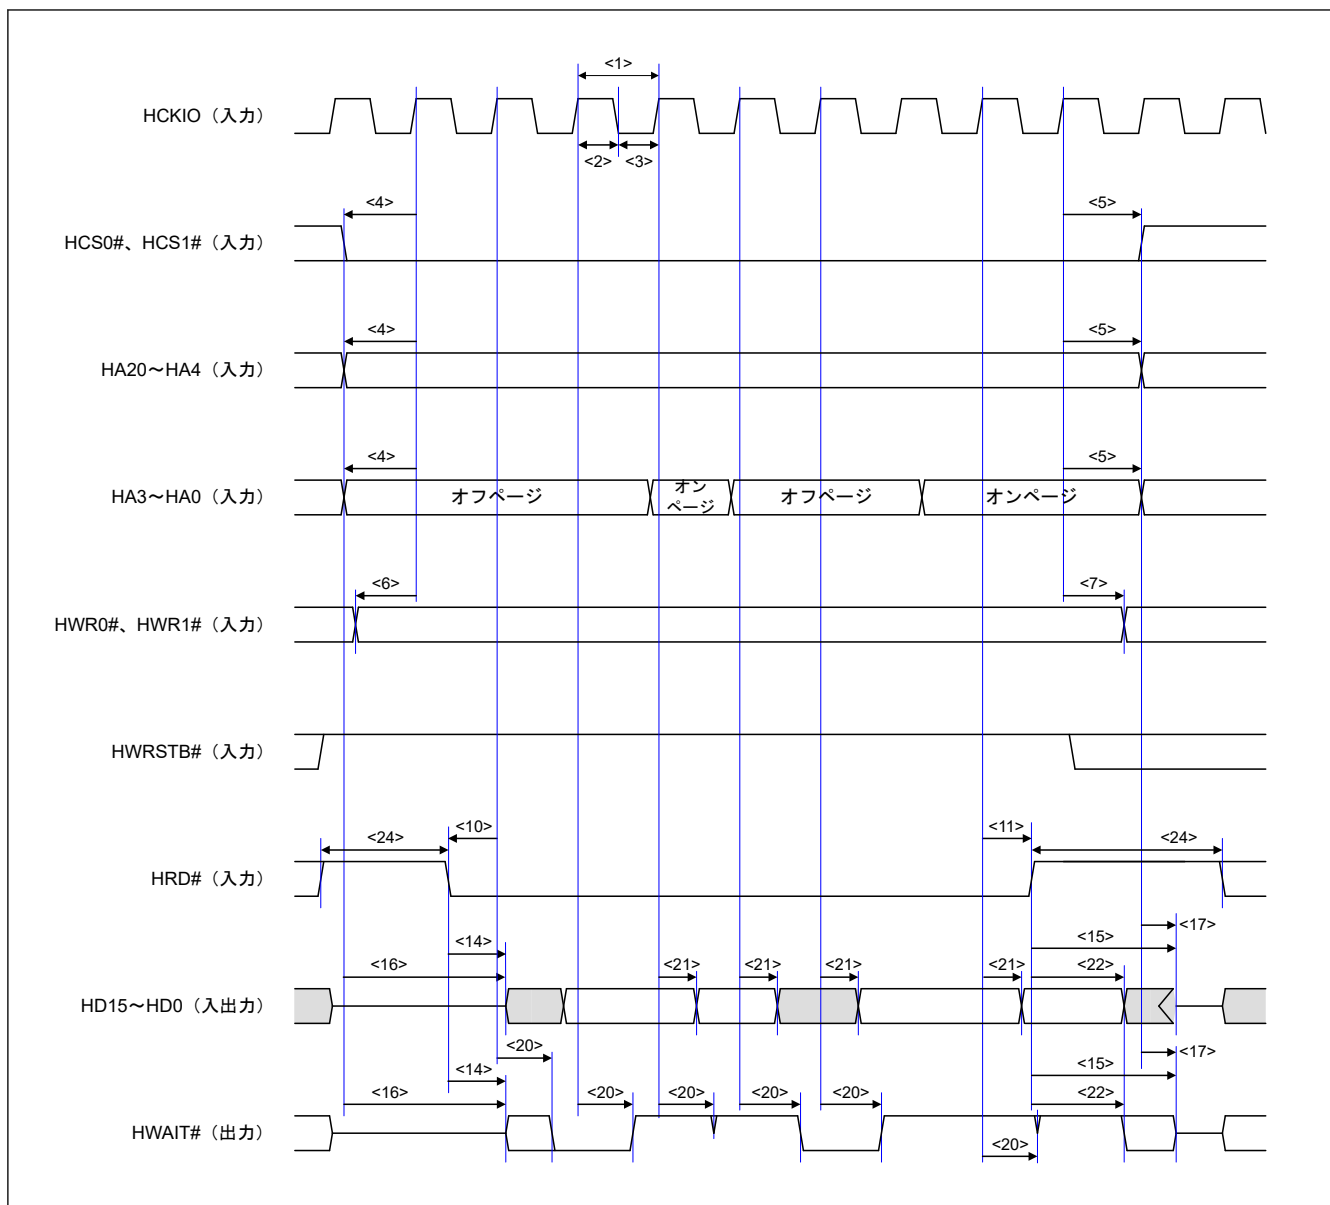 <1>
HCKIO（入力）
<2> <3>
<4> <5>
HCS0#、HCS1#（入力）
<4> <5>
HA20～HA4（入力）
<4> <5>
HA3～HA0（入力） オフページ オン
ページ オフページ オンページ
<6> <7>
HWR0#、HWR1#（入力）
HWRSTB#（入力）
<10> <11>
<24> <24>
HRD#（入力）
<17>
<14> <15>
<16> <21> <21> <21> <21> <22>
HD15～HD0（入出力）
<20> <17>
<14> <15>
<16> <20> <20> <20> <20> <22>
HWAIT#（出力）
<20>